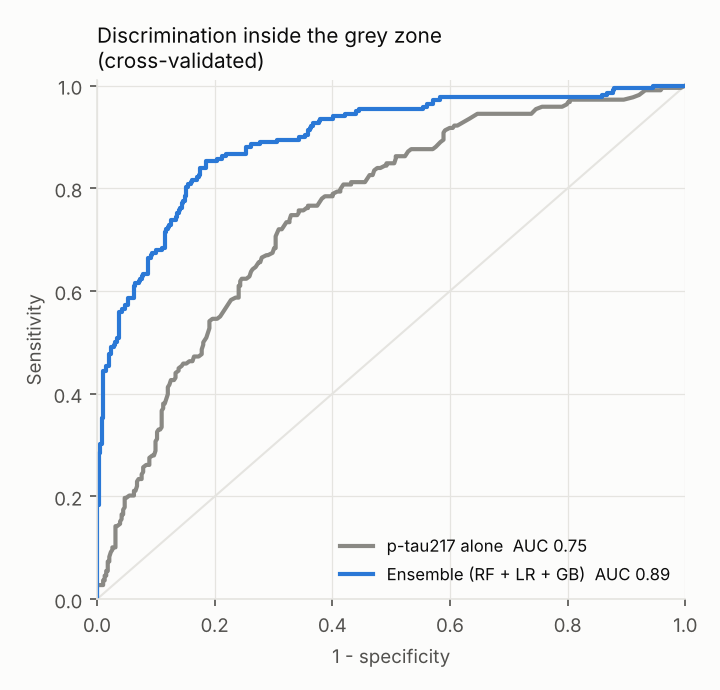 Discrimination inside the grey zone
(cross-validated)
1.0
0.8
0.6
0.4
0.2
0.0
Sensitivity
p-tau217 alone AUC 0.75
Ensemble (RF + LR + GB) AUC 0.89
0.0 0.2 0.4 0.6 0.8 1.0
1 - specificity